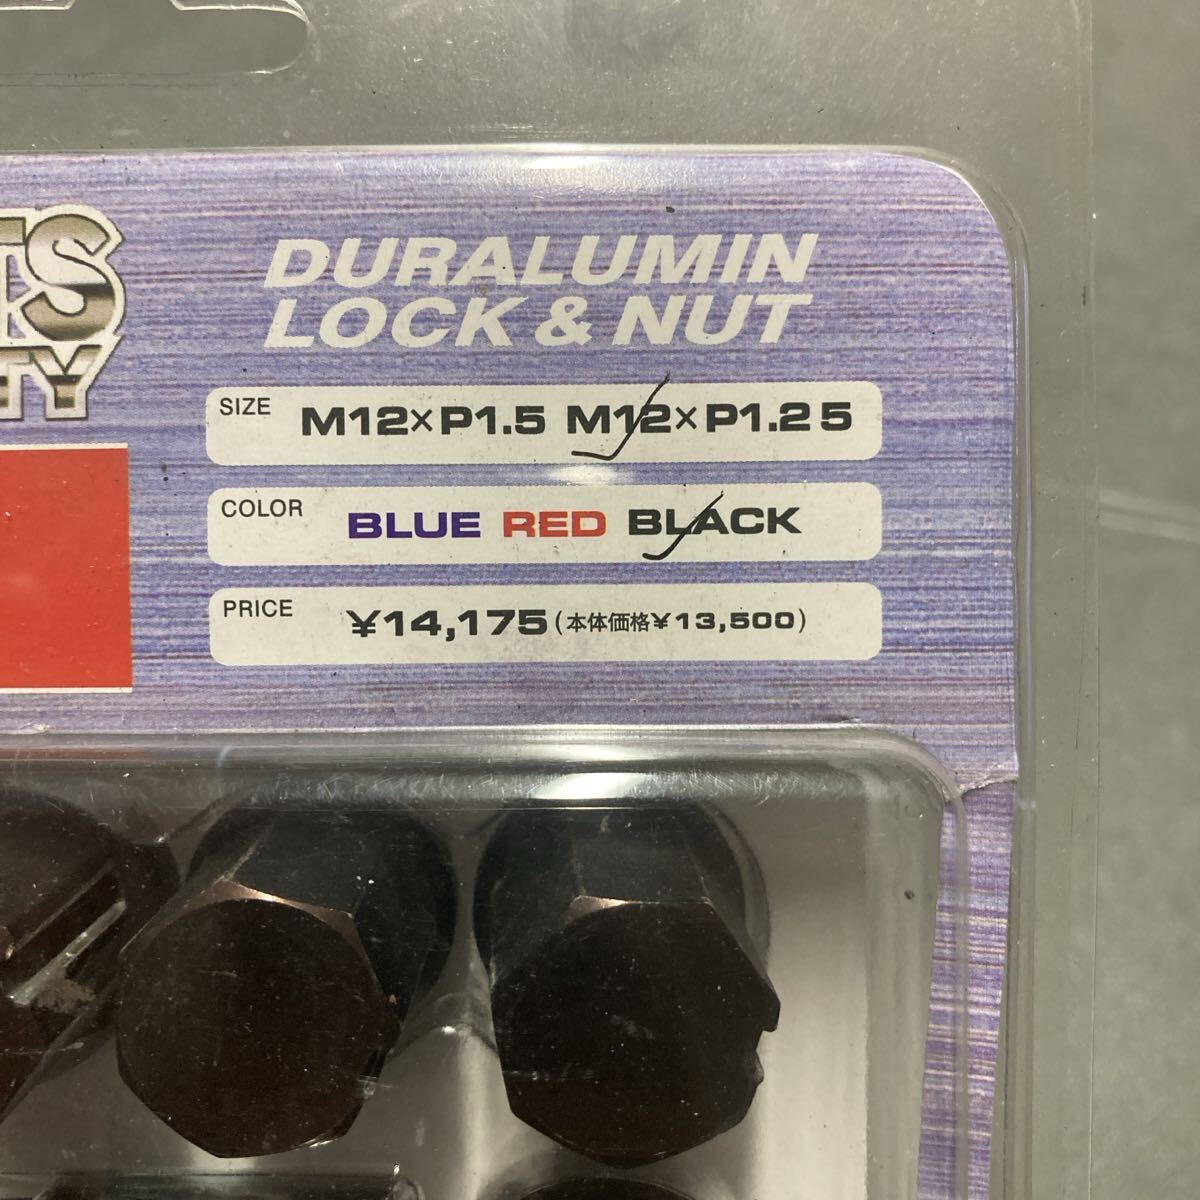 DURALUMIN
LOCK & NUT
SIZE M12×P1.5 M12×P1.25
COLOR BLUE RED BLACK
PRICE ¥14,175(本体価格¥13,500)